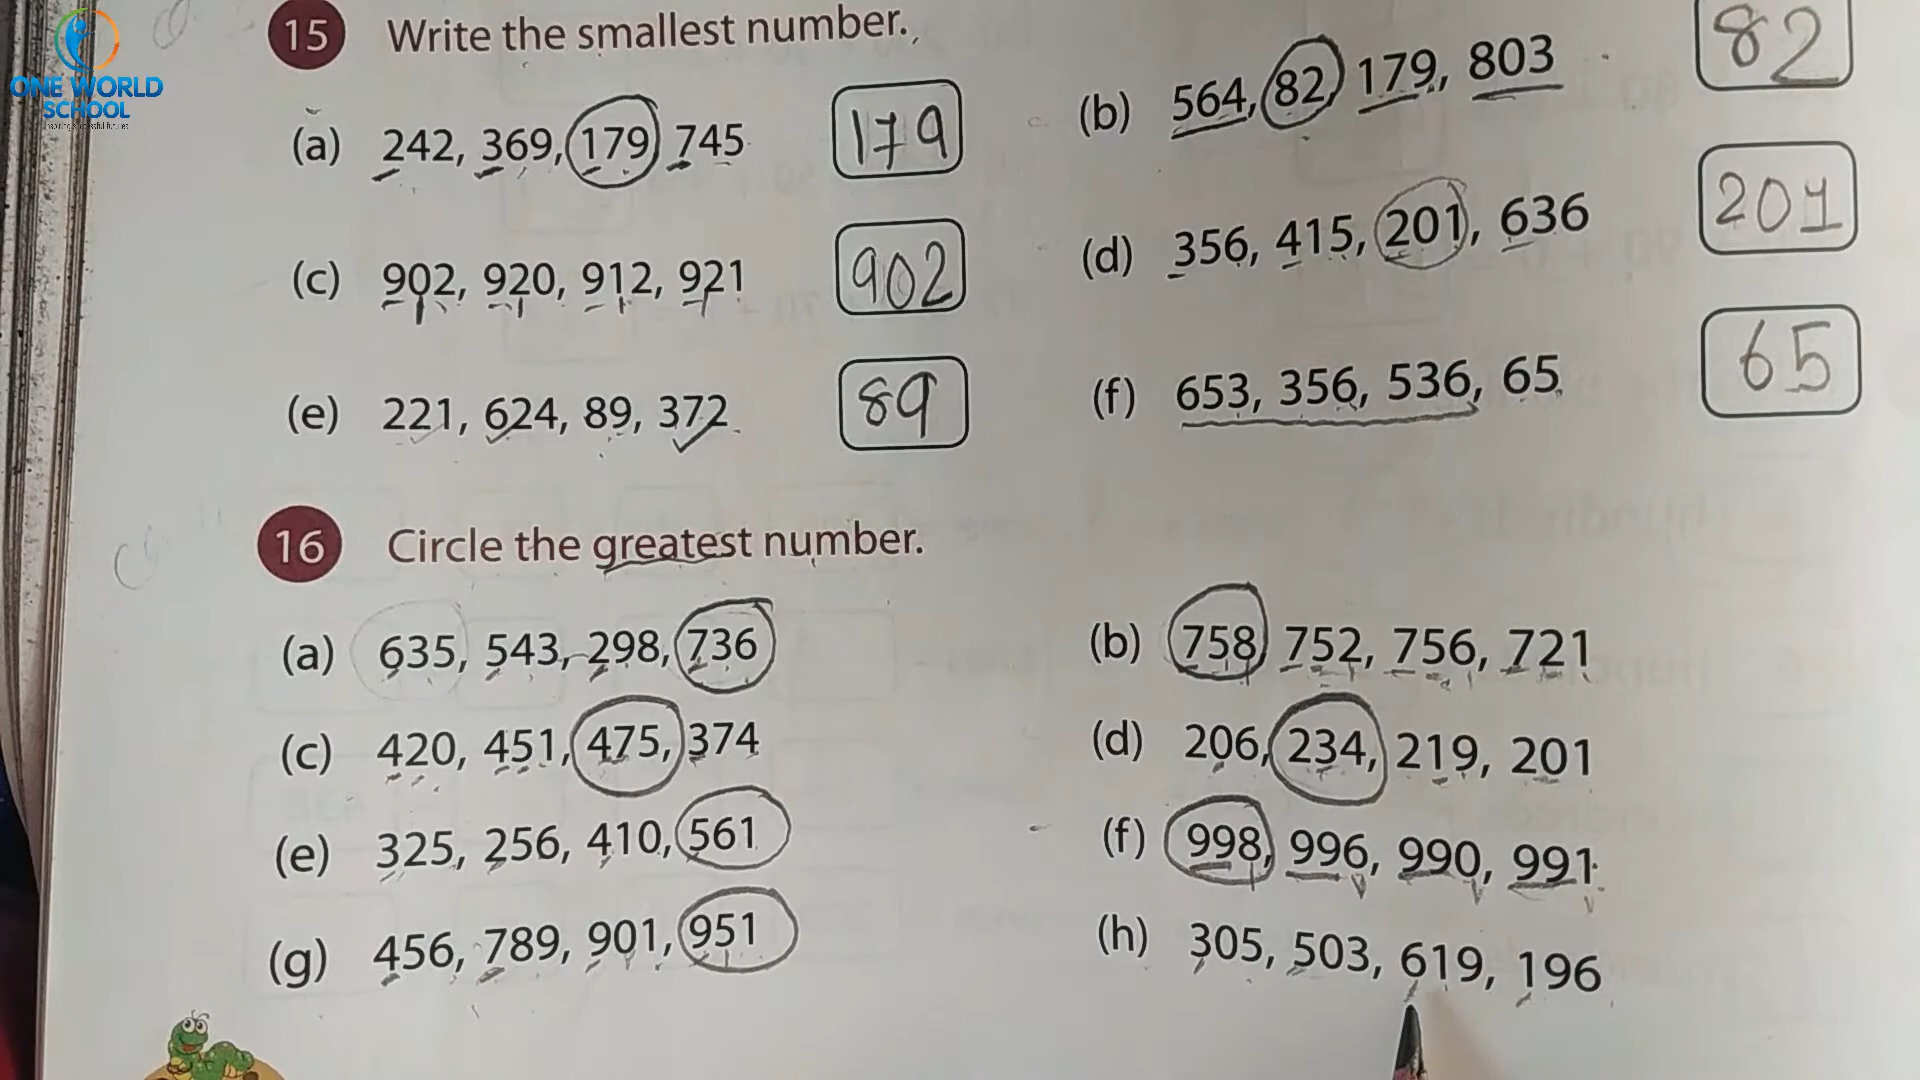 ONE WORLD
SCHOOL
15 Write the smallest number.
(a) 242, 369, 179 745 179
(b) 564, 82, 179, 803 82
(c) 902, 920, 912, 921 902
(d) 356, 415, 201, 636 201
(e) 221, 624, 89, 372 89
(f) 653, 356, 536, 65 65
16 Circle the greatest number.
(a) 635, 543, 298, 736
(b) 758, 752, 756, 721
(c) 420, 451, 475, 374
(d) 206, 234, 219, 201
(e) 325, 256, 410, 561
(f) 998, 996, 990, 991
(g) 456, 789, 901, 951
(h) 305, 503, 619, 196